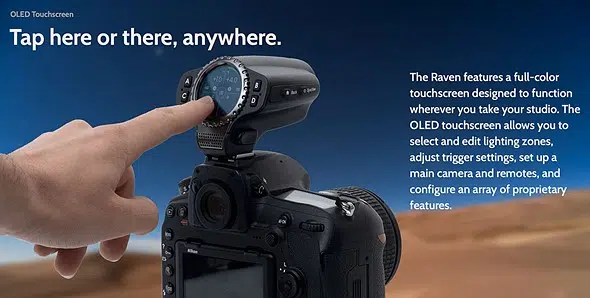 OLED Touchscreen
Tap here or there, anywhere.
The Raven features a full-color
touchscreen designed to function
wherever you take your studio. The
OLED touchscreen allows you to
select and edit lighting zones,
adjust trigger settings, set up a
main camera and remotes, and
configure an array of proprietary
features.
A
B
C
D
Nikon